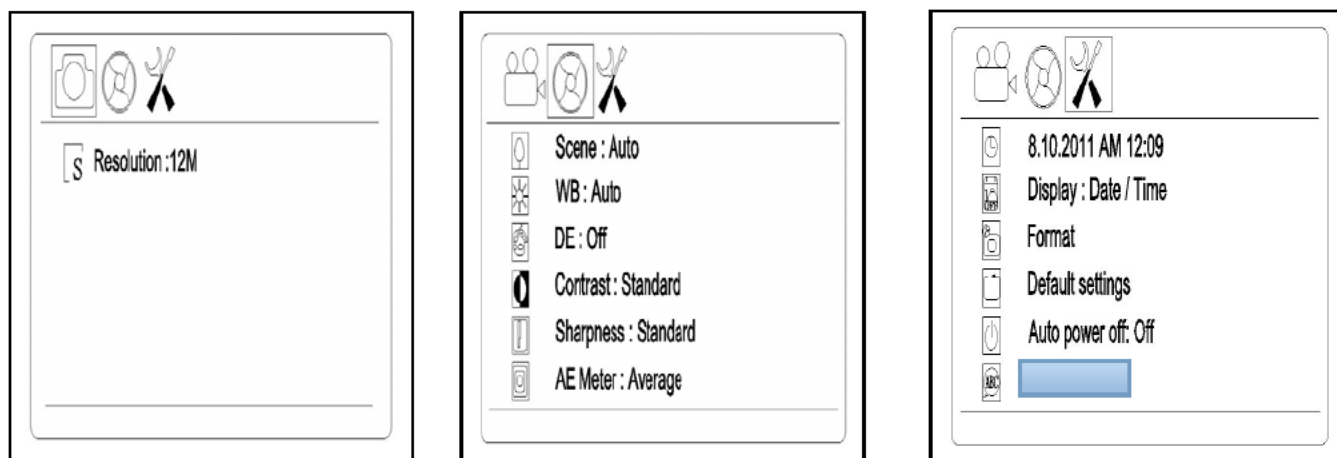 S Resolution :12M
Scene : Auto
WB : Auto
DE : Off
Contrast : Standard
Sharpness : Standard
AE Meter : Average
8.10.2011 AM 12:09
Display : Date / Time
Format
Default settings
Auto power off: Off
ABC